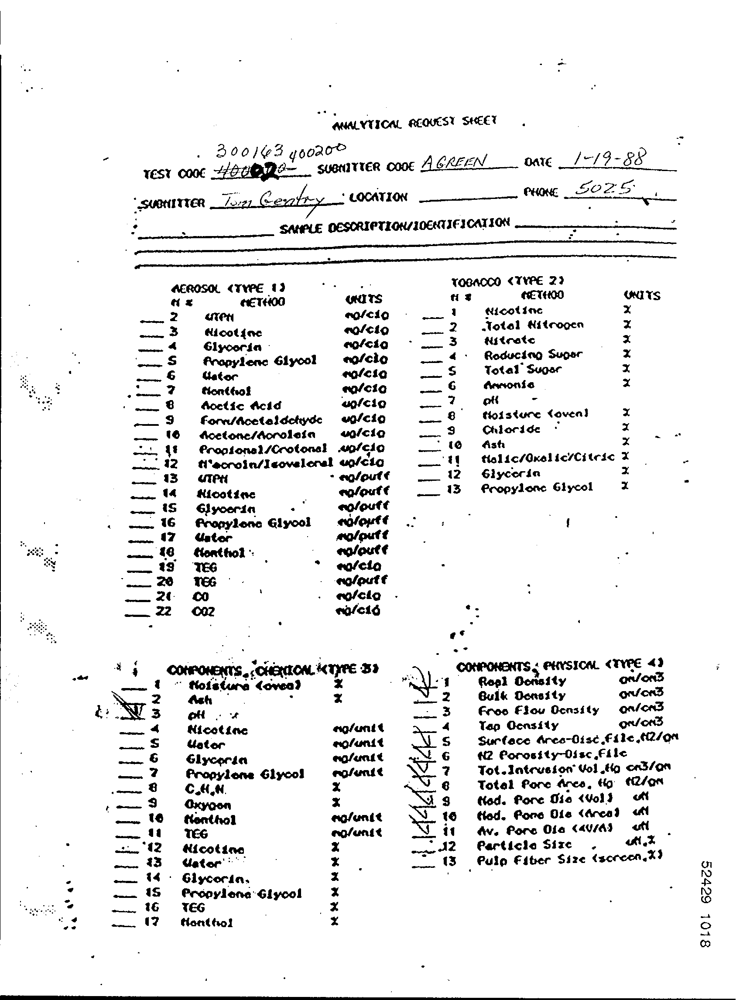 ANALYTICAL REQUEST SHEET
300163 400200
TEST CODE SUBMITTER CODE AGREEN DATE 1-19-88
SUBMITTER Tom Gentry LOCATION PHONE 5025
SAMPLE DESCRIPTION/IDENTIFICATION
AEROSOL <TYPE 1>
M # METHOD UNITS
2 WTPM mg/cig
3 Nicotine mg/cig
4 Glycerin mg/cig
5 Propylene Glycol mg/cig
6 Water mg/cig
7 Menthol mg/cig
8 Acetic Acid ug/cig
9 Form/Acetaldehyde ug/cig
10 Acetone/Acrolein ug/cig
11 Propional/Crotonal ug/cig
12 M'acroin/Isovaleral ug/cig
13 WTPM mg/puff
14 Nicotine mg/puff
15 Glycerin mg/puff
16 Propylene Glycol mg/puff
17 Water mg/puff
18 Menthol mg/puff
19 TEG mg/cig
20 TEG mg/puff
21 CO mg/cig
22 CO2 mg/cig
TOBACCO <TYPE 2>
M # METHOD UNITS
1 Nicotine %
2 Total Nitrogen %
3 Nitrate %
4 Reducing Sugar %
5 Total Sugar %
6 Ammonia %
7 pH
8 Moisture (oven) %
9 Chloride %
10 Ash %
11 Malic/Oxalic/Citric %
12 Glycerin %
13 Propylene Glycol %
COMPONENTS, CHEMICAL <TYPE 3>
1 Moisture (oven) %
2 Ash %
3 pH
4 Nicotine mg/unit
5 Water mg/unit
6 Glycerin mg/unit
7 Propylene Glycol mg/unit
8 C.H.N. %
9 Oxygen %
10 Menthol mg/unit
11 TEG mg/unit
12 Nicotine %
13 Water %
14 Glycerin. %
15 Propylene Glycol %
16 TEG %
17 Menthol %
COMPONENTS, PHYSICAL <TYPE 4>
1 Real Density gm/cm3
2 Bulk Density gm/cm3
3 Free Flow Density gm/cm3
4 Tap Density gm/cm3
5 Surface Area-Disc,File,M2/gm
6 N2 Porosity-Disc,File
7 Tot.Intrusion Vol,Hg cm3/gm
8 Total Pore Area, Hg M2/gm
9 Med. Pore Dia (Vol) uM
10 Med. Pore Dia (Area) uM
11 Av. Pore Dia (4V/A) uM
12 Particle Size uM,%
13 Pulp Fiber Size (screen,%)
52429 1018